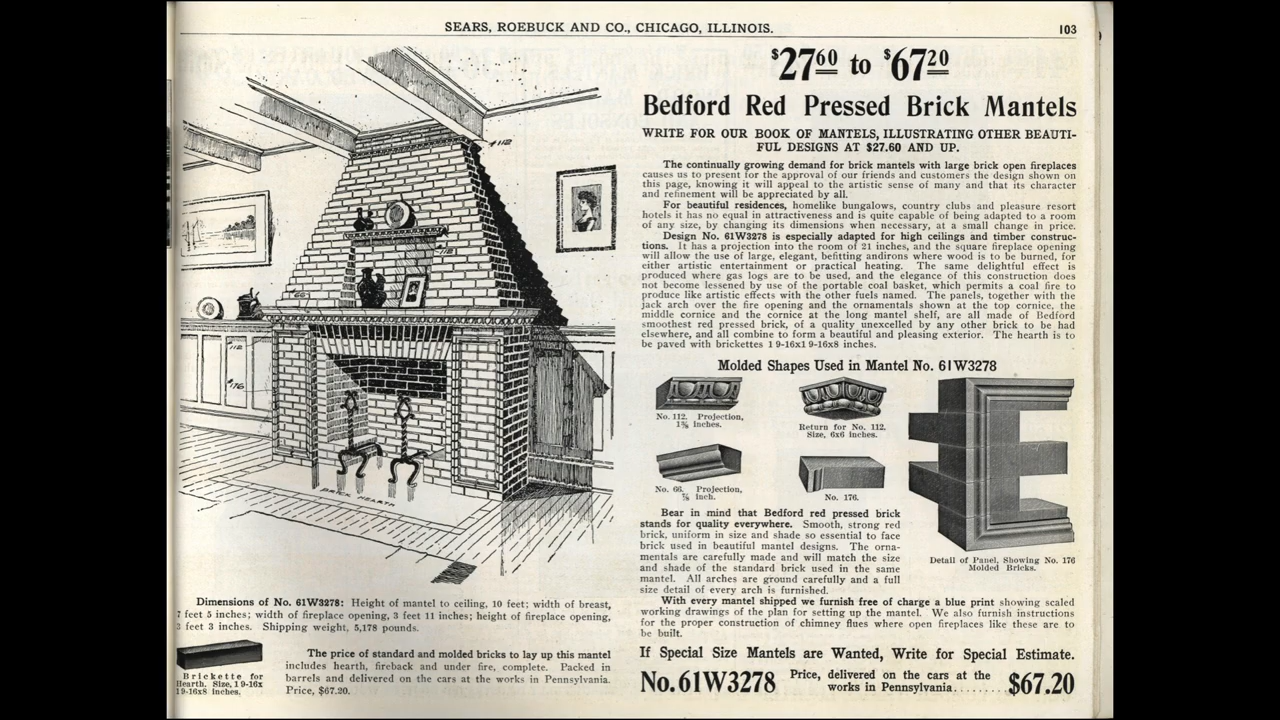 SEARS, ROEBUCK AND CO., CHICAGO, ILLINOIS.
103
$27 60 to $67 20
Bedford Red Pressed Brick Mantels
WRITE FOR OUR BOOK OF MANTELS, ILLUSTRATING OTHER BEAUTI-
FUL DESIGNS AT $27.60 AND UP.
The continually growing demand for brick mantels with large brick open fireplaces
causes us to present for the approval of our friends and customers the design shown on
this page, knowing it will appeal to the artistic sense of many and that its character
and refinement will be appreciated by all.
For beautiful residences, homelike bungalows, country clubs and pleasure resort
hotels it has no equal in attractiveness and is quite capable of being adapted to a room
of any size, by changing its dimensions when necessary, at a small change in price.
Design No. 61W3278 is especially adapted for high ceilings and timber construc-
tions. It has a projection into the room of 21 inches, and the square fireplace opening
will allow the use of large, elegant, befitting andirons where wood is to be burned, for
either artistic entertainment or practical heating. The same delightful effect is
produced where gas logs are to be used, and the elegance of this construction does
not become lessened by use of the portable coal basket, which permits a coal fire to
produce like artistic effects with the other fuels named. The panels, together with the
jack arch over the fire opening and the ornamentals shown at the top cornice, the
middle cornice and the cornice at the long mantel shelf, are all made of Bedford
smoothest red pressed brick, of a quality unexcelled by any other brick to be had
elsewhere, and all combine to form a beautiful and pleasing exterior. The hearth is to
be paved with brickettes 1 9-16x1 9-16x8 inches.
Molded Shapes Used in Mantel No. 61W3278
No. 112. Projection,
1⅝ inches.
Return for No. 112.
Size, 6x6 inches.
No. 66. Projection,
⅞ inch.
No. 176.
Detail of Panel, Showing No. 176
Molded Bricks.
Bear in mind that Bedford red pressed brick
stands for quality everywhere. Smooth, strong red
brick, uniform in size and shade so essential to face
brick used in beautiful mantel designs. The orna-
mentals are carefully made and will match the size
and shade of the standard brick used in the same
mantel. All arches are ground carefully and a full
size detail of every arch is furnished.
With every mantel shipped we furnish free of charge a blue print showing scaled
working drawings of the plan for setting up the mantel. We also furnish instructions
for the proper construction of chimney flues where open fireplaces like these are to
be built.
If Special Size Mantels are Wanted, Write for Special Estimate.
No. 61W3278
Price, delivered on the cars at the
works in Pennsylvania........
$67.20
#112
112
66
112
#176
BRICK HEARTH
Dimensions of No. 61W3278: Height of mantel to ceiling, 10 feet; width of breast,
7 feet 5 inches; width of fireplace opening, 3 feet 11 inches; height of fireplace opening,
3 feet 3 inches. Shipping weight, 5,178 pounds.
Brickette for
Hearth. Size, 1 9-16x
1 9-16x8 inches.
The price of standard and molded bricks to lay up this mantel
includes hearth, fireback and under fire, complete. Packed in
barrels and delivered on the cars at the works in Pennsylvania.
Price, $67.20.